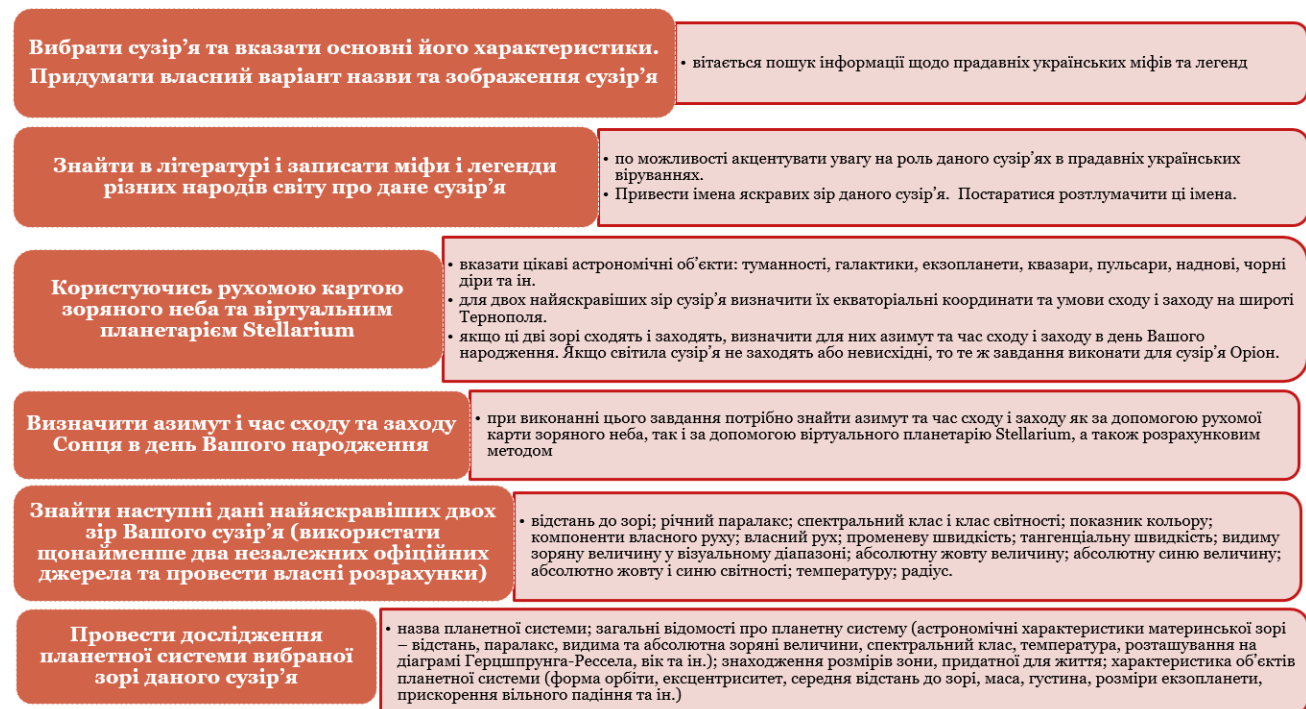 Вибрати сузір’я та вказати основні його характеристики.
Придумати власний варіант назви та зображення сузір’я
• вітається пошук інформації щодо прадавніх українських міфів та легенд
Знайти в літературі і записати міфи і легенди
різних народів світу про дане сузір’я
• по можливості акцентувати увагу на роль даного сузір’ях в прадавніх українських
віруваннях.
• Привести імена яскравих зір даного сузір’я. Постаратися розтлумачити ці імена.
Користуючись рухомою картою
зоряного неба та віртуальним
планетарієм Stellarium
• вказати цікаві астрономічні об’єкти: туманності, галактики, екзопланети, квазари, пульсари, наднові, чорні
діри та ін.
• для двох найяскравіших зір сузір’я визначити їх екваторіальні координати та умови сходу і заходу на широті
Тернополя.
• якщо ці дві зорі сходять і заходять, визначити для них азимут та час сходу і заходу в день Вашого
народження. Якщо світила сузір’я не заходять або невисхідні, то те ж завдання виконати для сузір’я Оріон.
Визначити азимут і час сходу та заходу
Сонця в день Вашого народження
• при виконанні цього завдання потрібно знайти азимут та час сходу і заходу як за допомогою рухомої
карти зоряного неба, так і за допомогою віртуального планетарію Stellarium, а також розрахунковим
методом
Знайти наступні дані найяскравіших двох
зір Вашого сузір’я (використати
щонайменше два незалежних офіційних
джерела та провести власні розрахунки)
• відстань до зорі; річний паралакс; спектральний клас і клас світності; показник кольору;
компоненти власного руху; власний рух; променеву швидкість; тангенціальну швидкість; видиму
зоряну величину у візуальному діапазоні; абсолютну жовту величину; абсолютну синю величину;
абсолютно жовту і синю світності; температуру; радіус.
Провести дослідження
планетної системи вибраної
зорі даного сузір’я
• назва планетної системи; загальні відомості про планетну систему (астрономічні характеристики материнської зорі
– відстань, паралакс, видима та абсолютна зоряні величини, спектральний клас, температура, розташування на
діаграмі Герцшпрунга-Рессела, вік та ін.); знаходження розмірів зони, придатної для життя; характеристика об’єктів
планетної системи (форма орбіти, ексцентриситет, середня відстань до зорі, маса, густина, розміри екзопланети,
прискорення вільного падіння та ін.)